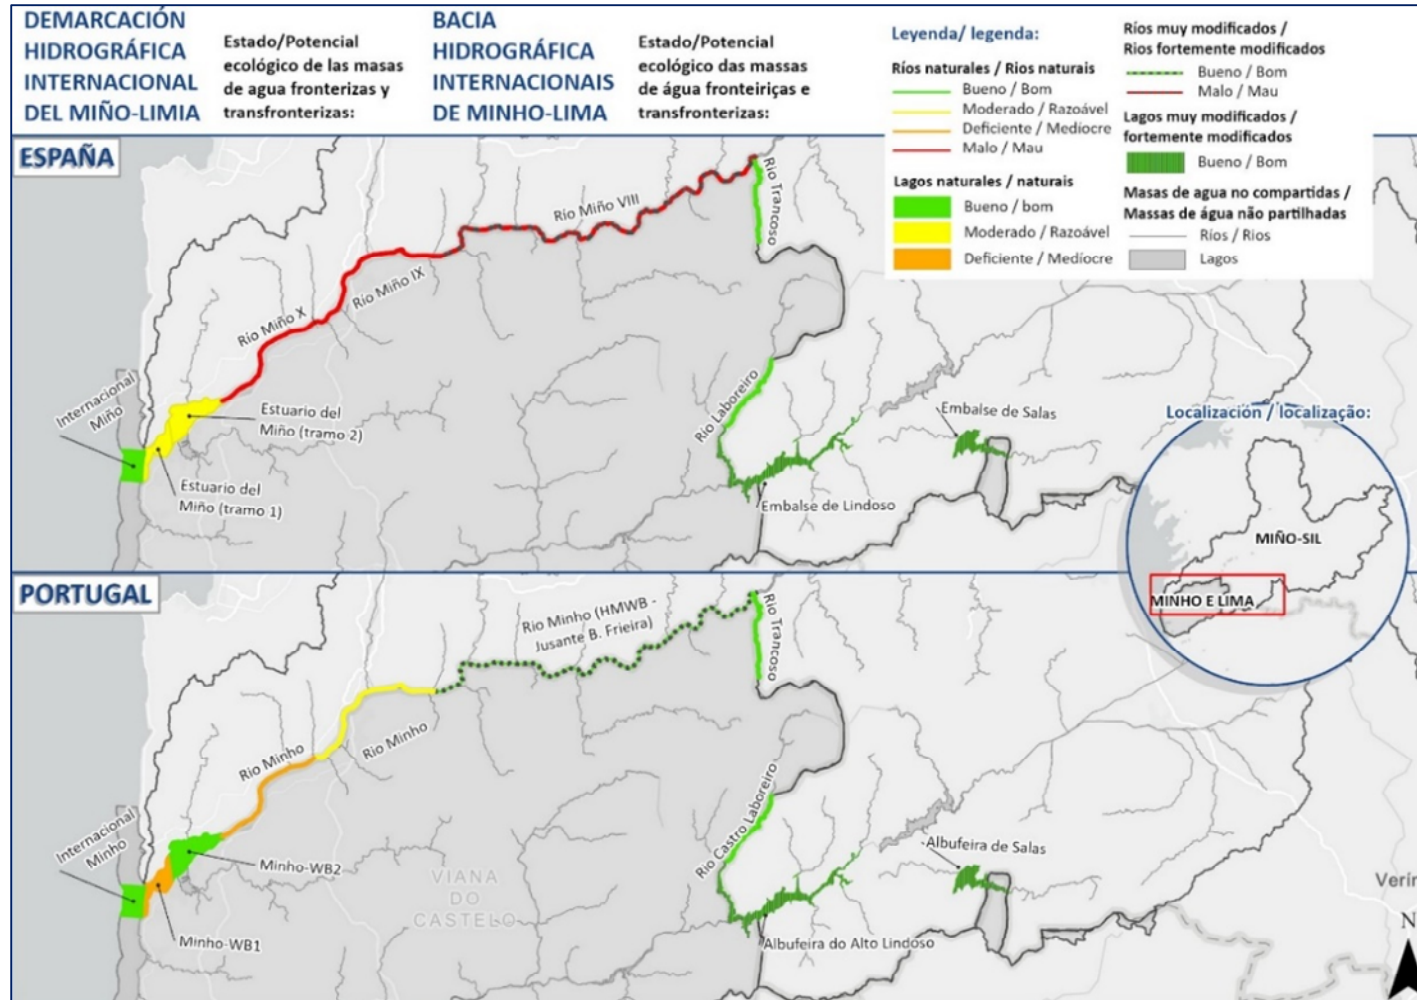 DEMARCACIÓN
HIDROGRÁFICA
INTERNACIONAL
DEL MIÑO-LIMIA
Estado/Potencial
ecológico de las masas
de agua fronterizas y
transfronterizas:
BACIA
HIDROGRÁFICA
INTERNACIONAIS
DE MINHO-LIMA
Estado/Potencial
ecológico das massas
de água fronteiriças e
transfronterizas:
Leyenda/ legenda:
Ríos naturales / Rios naturais
Bueno / Bom
Moderado / Razoável
Deficiente / Medíocre
Malo / Mau
Lagos naturales / naturais
Bueno / bom
Moderado / Razoável
Deficiente / Medíocre
Ríos muy modificados /
Rios fortemente modificados
Bueno / Bom
Malo / Mau
Lagos muy modificados /
fortemente modificados
Bueno / Bom
Masas de agua no compartidas /
Massas de água não partilhadas
Ríos / Rios
Lagos
ESPAÑA
Río Miño VIII
Río Trancoso
Río Miño IX
Río Miño X
Internacional
Miño
Estuario del
Miño (tramo 2)
Estuario del
Miño (tramo 1)
Río Laboreiro
Embalse de Salas
Embalse de Lindoso
Localización / localização:
MIÑO-SIL
MINHO E LIMA
PORTUGAL
Rio Minho (HMWB -
Jusante B. Frieira)
Rio Trancoso
Rio Minho
Rio Minho
Internacional
Minho
Minho-WB2
Minho-WB1
VIANA
DO
CASTELO
Rio Castro Laboreiro
Albufeira de Salas
Albufeira do Alto Lindoso
Verín
N